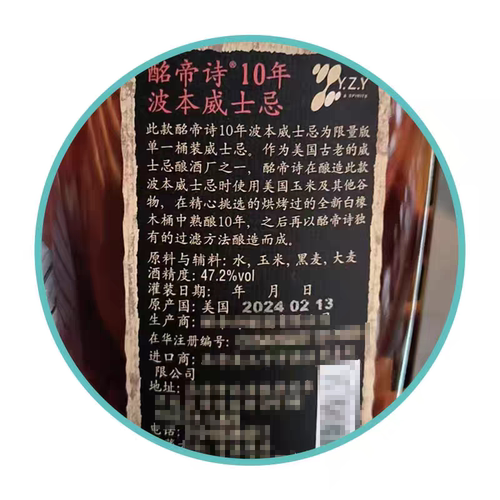 酩帝诗®10年
波本威士忌
Y.Z.Y
& SPIRITS
此款酩帝诗10年波本威士忌为限量版
单一桶装威士忌。作为美国古老的威
士忌酿酒厂之一，酩帝诗在酿造此款
波本威士忌时使用美国玉米及其他谷
物，在精心挑选的烘烤过的全新白橡
木桶中熟酿10年，之后再以酩帝诗独
有的过滤方法酿造而成。
原料与辅料：水，玉米，黑麦，大麦
酒精度：47.2%vol
灌装日期： 年 月 日
原产国：美国 2024 02 13
生产商：
在华注册编号：
进口商：
限公司
地址：
电话：